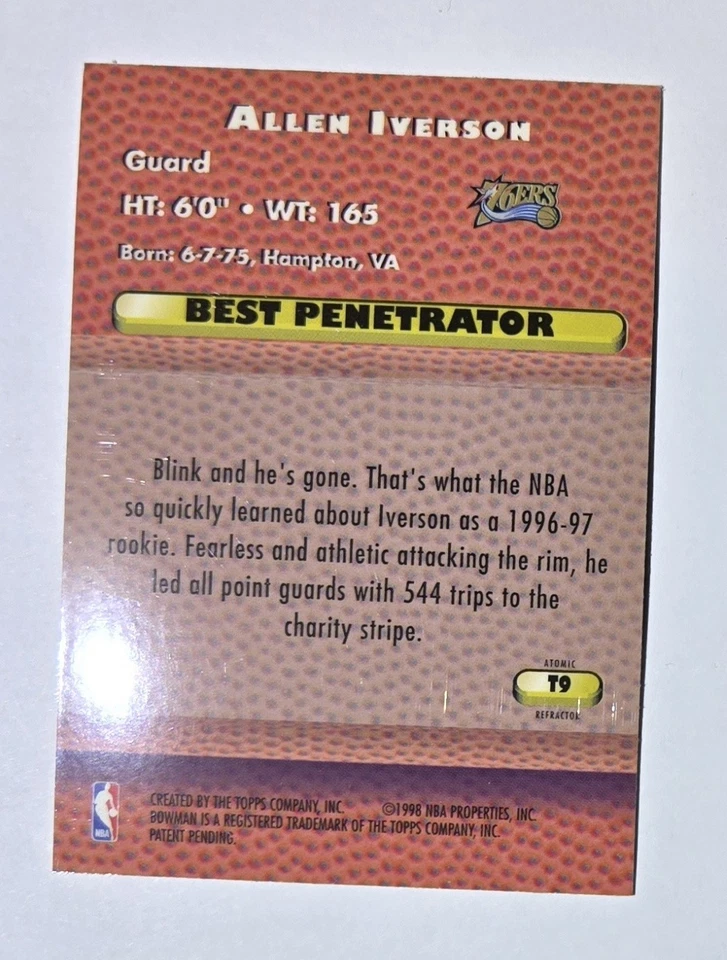 ALLEN IVERSON
Guard
HT: 6'0" • WT: 165
76ERS
Born: 6-7-75, Hampton, VA
BEST PENETRATOR
Blink and he's gone. That's what the NBA
so quickly learned about Iverson as a 1996-97
rookie. Fearless and athletic attacking the rim, he
led all point guards with 544 trips to the
charity stripe.
ATOMIC
T9
REFRACTOR
NBA
CREATED BY THE TOPPS COMPANY, INC. ©1998 NBA PROPERTIES, INC.
BOWMAN IS A REGISTERED TRADEMARK OF THE TOPPS COMPANY, INC.
PATENT PENDING.